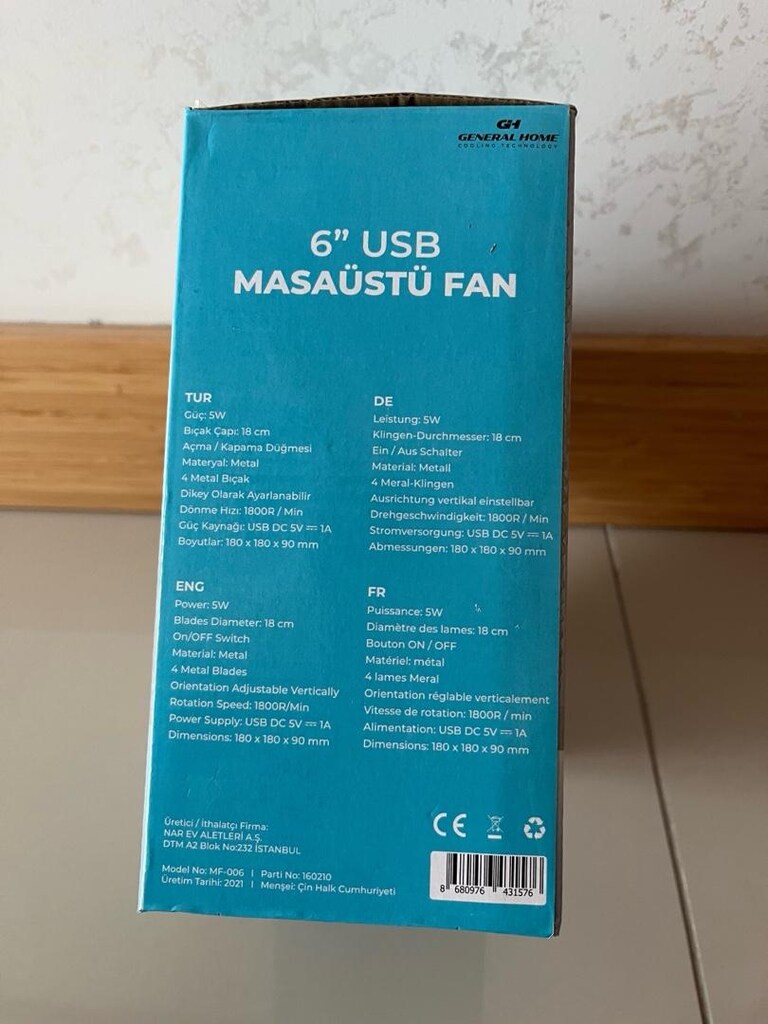 GH
GENERAL HOME
COOLING TECHNOLOGY
6” USB
MASAÜSTÜ FAN
TUR
Güç: 5W
Bıçak Çapı: 18 cm
Açma / Kapama Düğmesi
Materyal: Metal
4 Metal Bıçak
Dikey Olarak Ayarlanabilir
Dönme Hızı: 1800R / Min
Güç Kaynağı: USB DC 5V ⎓ 1A
Boyutlar: 180 x 180 x 90 mm
DE
Leistung: 5W
Klingen-Durchmesser: 18 cm
Ein / Aus Schalter
Material: Metall
4 Meral-Klingen
Ausrichtung vertikal einstellbar
Drehgeschwindigkeit: 1800R / Min
Stromversorgung: USB DC 5V ⎓ 1A
Abmessungen: 180 x 180 x 90 mm
ENG
Power: 5W
Blades Diameter: 18 cm
On/OFF Switch
Material: Metal
4 Metal Blades
Orientation Adjustable Vertically
Rotation Speed: 1800R/Min
Power Supply: USB DC 5V ⎓ 1A
Dimensions: 180 x 180 x 90 mm
FR
Puissance: 5W
Diamètre des lames: 18 cm
Bouton ON / OFF
Matériel: métal
4 lames Meral
Orientation réglable verticalement
Vitesse de rotation: 1800R / min
Alimentation: USB DC 5V ⎓ 1A
Dimensions: 180 x 180 x 90 mm
Üretici / İthalatçı Firma:
NAR EV ALETLERİ A.Ş.
DTM A2 Blok No:232 İSTANBUL
Model No: MF-006 | Parti No: 160210
Üretim Tarihi: 2021 | Menşei: Çin Halk Cumhuriyeti
CE
8 680976 431576